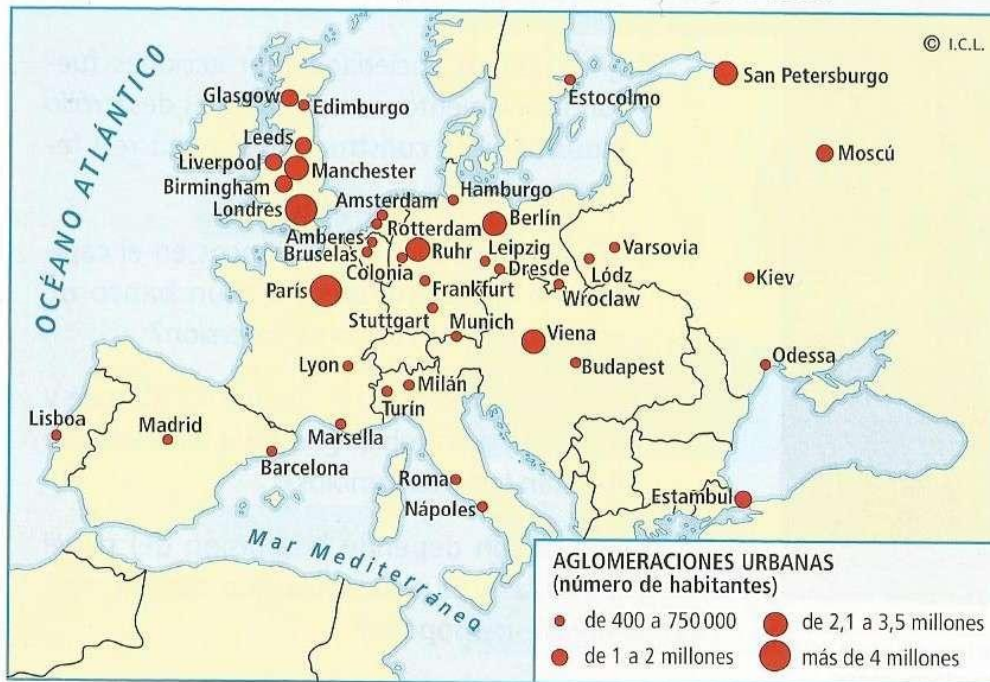 © I.C.L.
OCÉANO ATLÁNTICO
San Petersburgo
Estocolmo
Glasgow
Edimburgo
Moscú
Leeds
Liverpool
Manchester
Birmingham
Hamburgo
Amsterdam
Londres
Berlín
Rotterdam
Amberes
Varsovia
Ruhr
Leipzig
Bruselas
Colonia
Dresde
Lódz
Kiev
París
Frankfurt
Wroclaw
Stuttgart
Munich
Viena
Odessa
Lyon
Budapest
Milán
Turín
Lisboa
Madrid
Marsella
Barcelona
Roma
Estambul
Nápoles
Mar Mediterráneo
AGLOMERACIONES URBANAS
(número de habitantes)
de 400 a 750 000
de 2,1 a 3,5 millones
de 1 a 2 millones
más de 4 millones